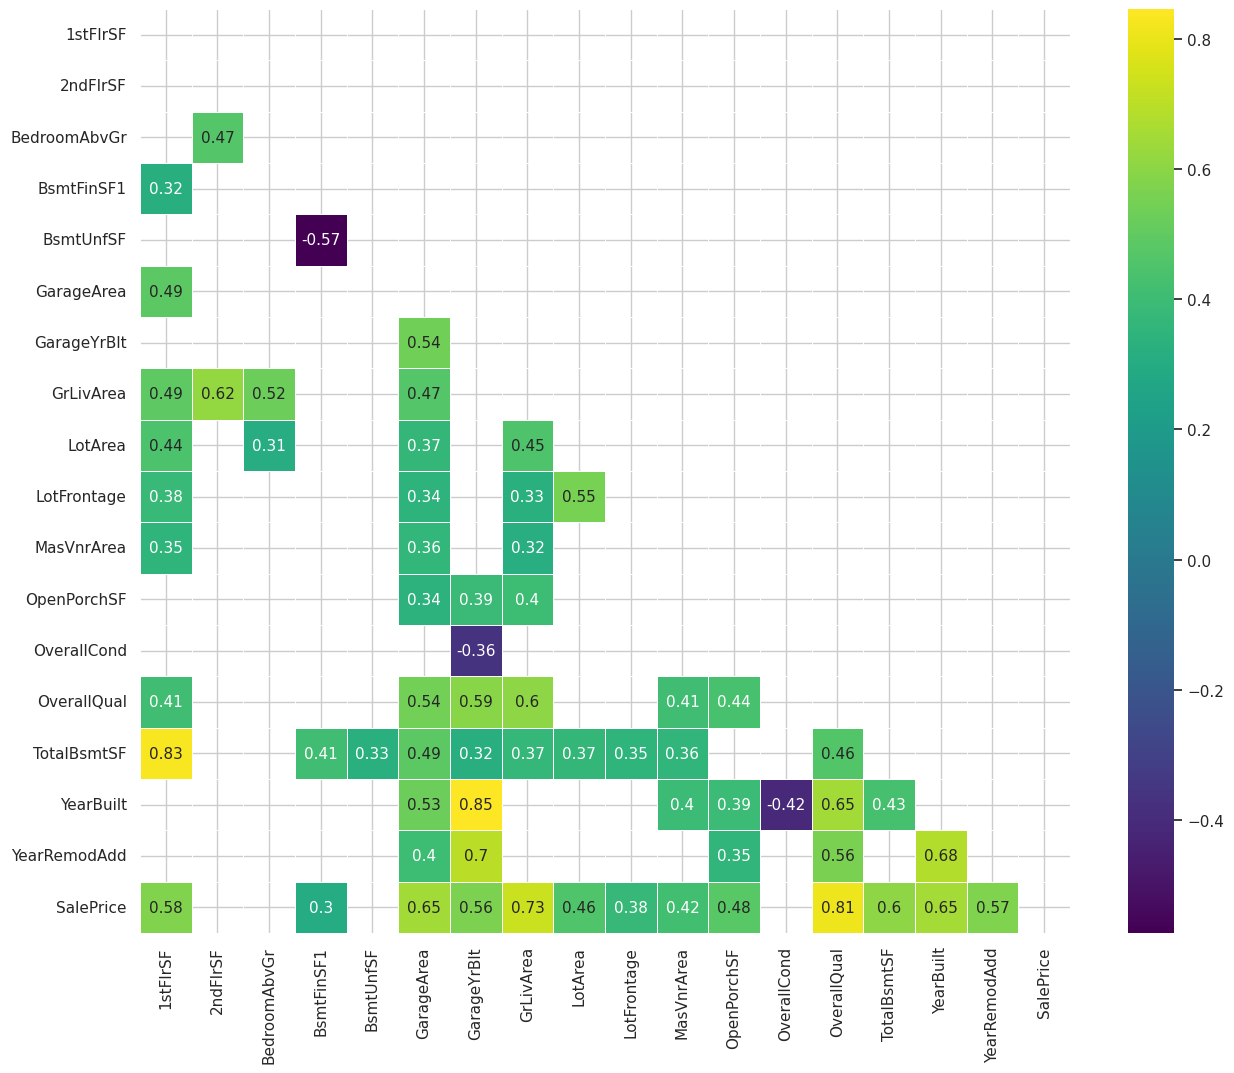 1stFlrSF
2ndFlrSF
BedroomAbvGr 0.47
BsmtFinSF1 0.32
BsmtUnfSF -0.57
GarageArea 0.49
GarageYrBlt 0.54
GrLivArea 0.49 0.62 0.52 0.47
LotArea 0.44 0.31 0.37 0.45
LotFrontage 0.38 0.34 0.33 0.55
MasVnrArea 0.35 0.36 0.32
OpenPorchSF 0.34 0.39 0.4
OverallCond -0.36
OverallQual 0.41 0.54 0.59 0.6 0.41 0.44
TotalBsmtSF 0.83 0.41 0.33 0.49 0.32 0.37 0.37 0.35 0.36 0.46
YearBuilt 0.53 0.85 0.4 0.39 -0.42 0.65 0.43
YearRemodAdd 0.4 0.7 0.35 0.56 0.68
SalePrice 0.58 0.3 0.65 0.56 0.73 0.46 0.38 0.42 0.48 0.81 0.6 0.65 0.57
1stFlrSF
2ndFlrSF
BedroomAbvGr
BsmtFinSF1
BsmtUnfSF
GarageArea
GarageYrBlt
GrLivArea
LotArea
LotFrontage
MasVnrArea
OpenPorchSF
OverallCond
OverallQual
TotalBsmtSF
YearBuilt
YearRemodAdd
SalePrice
0.8
0.6
0.4
0.2
0.0
−0.2
−0.4